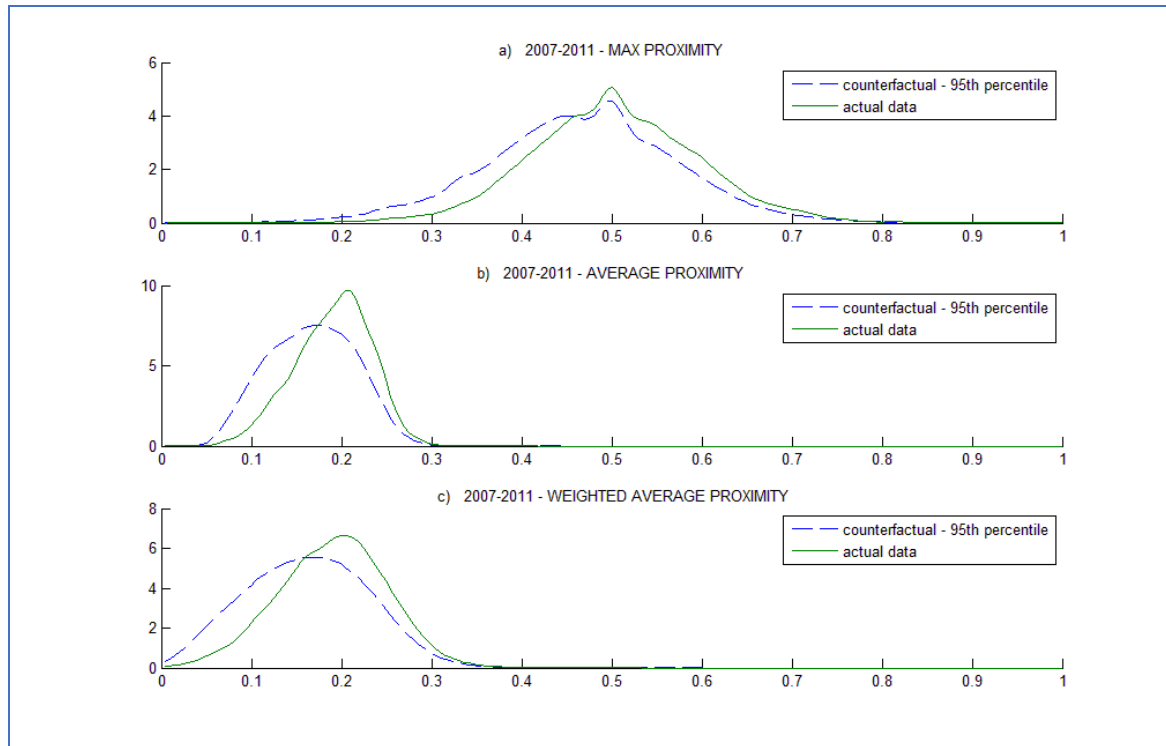 a) 2007-2011 - MAX PROXIMITY
6
4
2
0
counterfactual - 95th percentile
actual data
0 0.1 0.2 0.3 0.4 0.5 0.6 0.7 0.8 0.9 1
b) 2007-2011 - AVERAGE PROXIMITY
10
5
0
counterfactual - 95th percentile
actual data
0 0.1 0.2 0.3 0.4 0.5 0.6 0.7 0.8 0.9 1
c) 2007-2011 - WEIGHTED AVERAGE PROXIMITY
8
6
4
2
0
counterfactual - 95th percentile
actual data
0 0.1 0.2 0.3 0.4 0.5 0.6 0.7 0.8 0.9 1